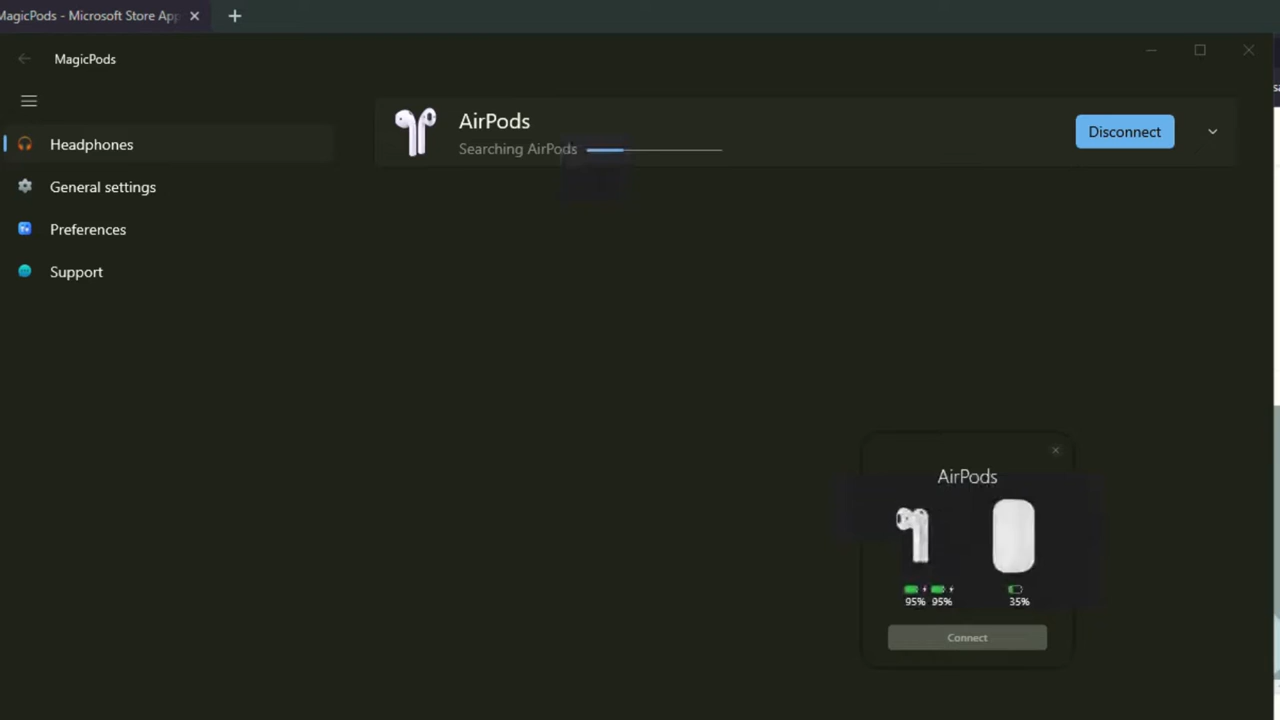 MagicPods - Microsoft Store App
MagicPods
Headphones
General settings
Preferences
Support
AirPods
Searching AirPods
Disconnect
AirPods
95% 95% 35%
Connect